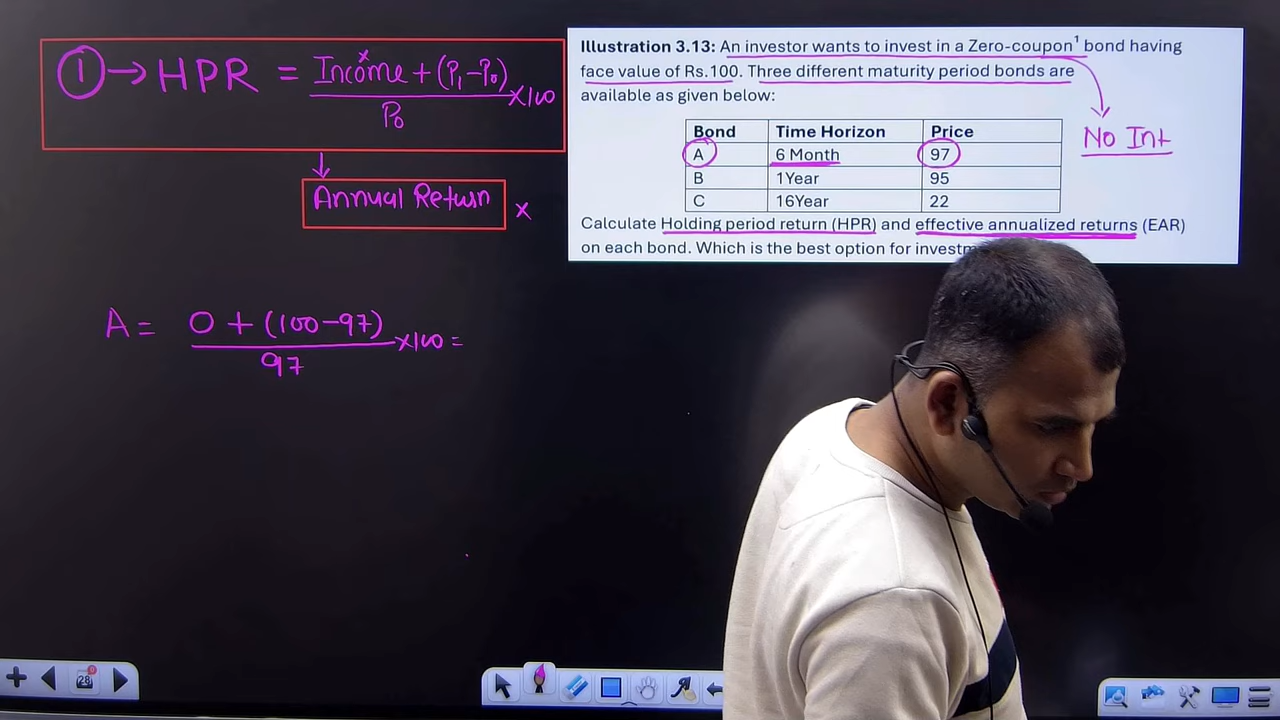 ① → HPR = Income + (P₁ - P₀) / P₀ × 100
Annual Return ×
A = 0 + (100 - 97) / 97 × 100 =
Illustration 3.13: An investor wants to invest in a Zero-coupon¹ bond having
face value of Rs.100. Three different maturity period bonds are
available as given below:
No Int
Bond Time Horizon Price
A 6 Month 97
B 1Year 95
C 16Year 22
Calculate Holding period return (HPR) and effective annualized returns (EAR)
on each bond. Which is the best option for
28